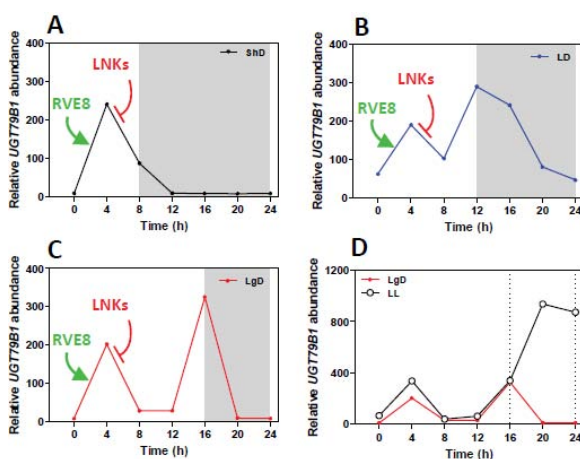 A
Relative UGT79B1 abundance
400
300
200
100
0
ShD
LNKs
RVE8
0 4 8 12 16 20 24
Time (h)
B
Relative UGT79B1 abundance
400
300
200
100
0
LD
LNKs
RVE8
0 4 8 12 16 20 24
Time (h)
C
Relative UGT79B1 abundance
400
300
200
100
0
LgD
LNKs
RVE8
0 4 8 12 16 20 24
Time (h)
D
Relative UGT79B1 abundance
1200
800
400
0
LgD
LL
0 4 8 12 16 20 24
Time (h)